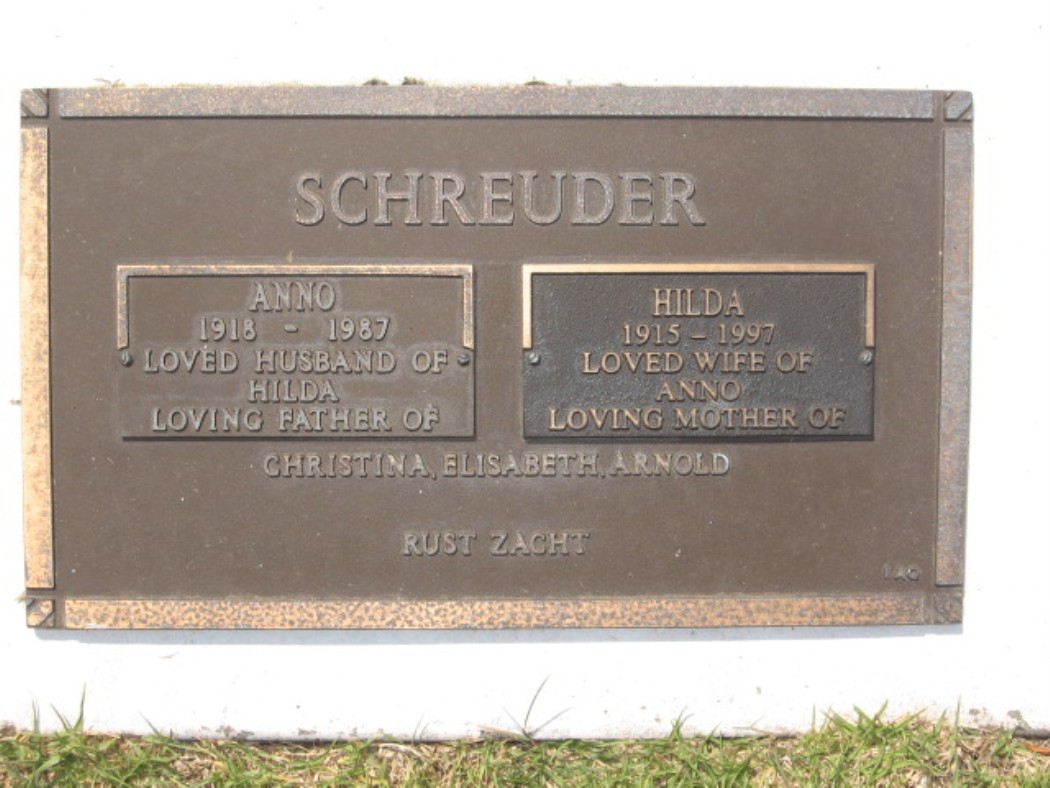 SCHREUDER
ANNO
1918 - 1987
LOVED HUSBAND OF
HILDA
LOVING FATHER OF
HILDA
1915 - 1997
LOVED WIFE OF
ANNO
LOVING MOTHER OF
CHRISTINA, ELISABETH, ARNOLD
RUST ZACHT